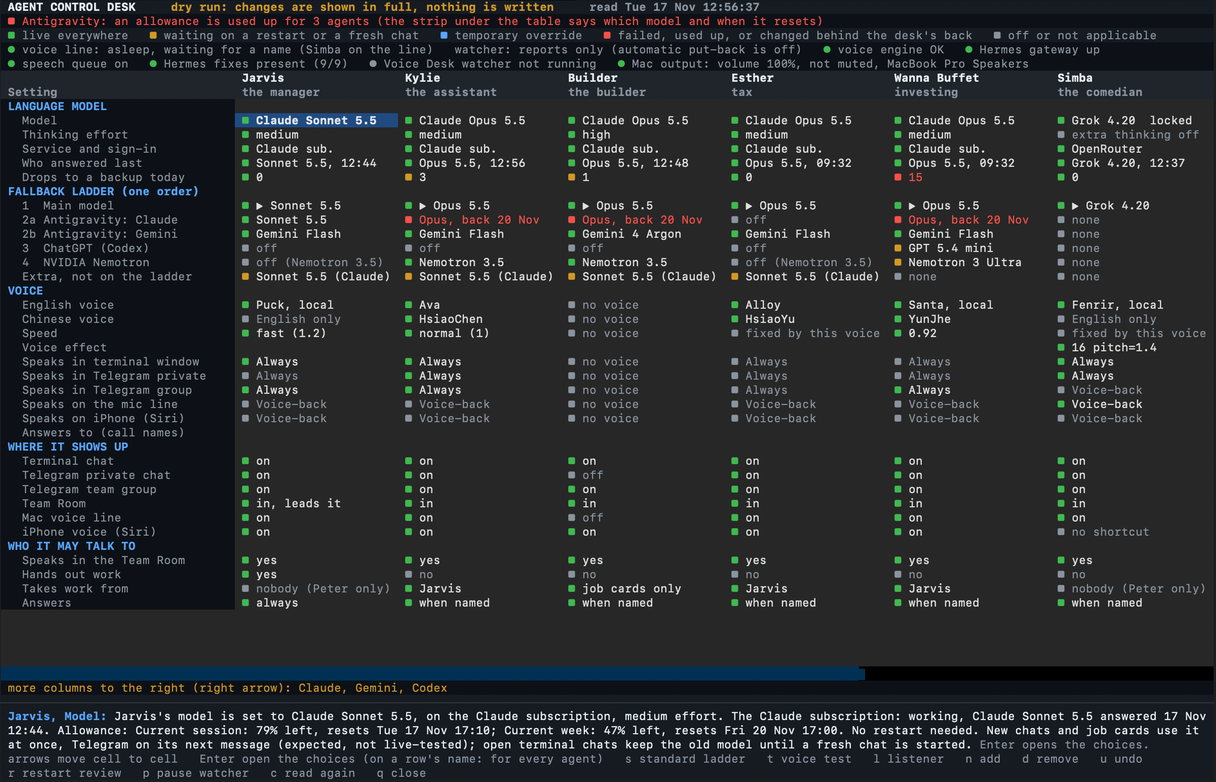 AGENT CONTROL DESK dry run: changes are shown in full, nothing is written read Tue 17 Nov 12:56:37
Antigravity: an allowance is used up for 3 agents (the strip under the table says which model and when it resets)
live everywhere waiting on a restart or a fresh chat temporary override failed, used up, or changed behind the desk's back off or not applicable
voice line: asleep, waiting for a name (Simba on the line) watcher: reports only (automatic put-back is off) voice engine OK Hermes gateway up
speech queue on Hermes fixes present (9/9) Voice Desk watcher not running Mac output: volume 100%, not muted, MacBook Pro Speakers
Jarvis Kylie Builder Esther Wanna Buffet Simba
Setting the manager the assistant the builder tax investing the comedian
LANGUAGE MODEL
Model Claude Sonnet 5.5 Claude Opus 5.5 Claude Opus 5.5 Claude Opus 5.5 Claude Opus 5.5 Grok 4.20 locked
Thinking effort medium medium high medium medium extra thinking off
Service and sign-in Claude sub. Claude sub. Claude sub. Claude sub. Claude sub. OpenRouter
Who answered last Sonnet 5.5, 12:44 Opus 5.5, 12:56 Opus 5.5, 12:48 Opus 5.5, 09:32 Opus 5.5, 09:32 Grok 4.20, 12:37
Drops to a backup today 0 3 1 0 15 0
FALLBACK LADDER (one order)
1 Main model ▶ Sonnet 5.5 ▶ Opus 5.5 ▶ Opus 5.5 ▶ Opus 5.5 ▶ Opus 5.5 ▶ Grok 4.20
2a Antigravity: Claude Sonnet 5.5 Opus, back 20 Nov Opus, back 20 Nov off Opus, back 20 Nov none
2b Antigravity: Gemini Gemini Flash Gemini Flash Gemini 4 Argon Gemini Flash Gemini Flash none
3 ChatGPT (Codex) off off off off GPT 5.4 mini none
4 NVIDIA Nemotron off (Nemotron 3.5) Nemotron 3.5 Nemotron 3.5 off (Nemotron 3.5) Nemotron 3 Ultra none
Extra, not on the ladder Sonnet 5.5 (Claude) Sonnet 5.5 (Claude) Sonnet 5.5 (Claude) Sonnet 5.5 (Claude) none none
VOICE
English voice Puck, local Ava no voice Alloy Santa, local Fenrir, local
Chinese voice English only HsiaoChen no voice HsiaoYu YunJhe English only
Speed fast (1.2) normal (1) no voice fixed by this voice 0.92 fixed by this voice
Voice effect 16 pitch=1.4
Speaks in terminal window Always Always no voice Always Always Always
Speaks in Telegram private Always Always no voice Always Always Always
Speaks in Telegram group Always Always no voice Always Always Voice-back
Speaks on the mic line Voice-back Voice-back no voice Voice-back Voice-back Voice-back
Speaks on iPhone (Siri) Voice-back Voice-back no voice Voice-back Voice-back Voice-back
Answers to (call names)
WHERE IT SHOWS UP
Terminal chat on on on on on on
Telegram private chat on on off on on on
Telegram team group on on on on on on
Team Room in, leads it in in in in in
Mac voice line on on off on on on
iPhone voice (Siri) on on on on on no shortcut
WHO IT MAY TALK TO
Speaks in the Team Room yes yes yes yes yes yes
Hands out work yes no no no no no
Takes work from nobody (Peter only) Jarvis job cards only Jarvis Jarvis nobody (Peter only)
Answers always when named when named when named when named when named
more columns to the right (right arrow): Claude, Gemini, Codex
Jarvis, Model: Jarvis's model is set to Claude Sonnet 5.5, on the Claude subscription, medium effort. The Claude subscription: working, Claude Sonnet 5.5 answered 17 Nov
12:44. Allowance: Current session: 79% left, resets Tue 17 Nov 17:10; Current week: 47% left, resets Fri 20 Nov 17:00. No restart needed. New chats and job cards use it
at once, Telegram on its next message (expected, not live-tested); open terminal chats keep the old model until a fresh chat is started. Enter opens the choices.
arrows move cell to cell Enter open the choices (on a row's name: for every agent) s standard ladder t voice test l listener n add d remove u undo
r restart review p pause watcher c read again q close